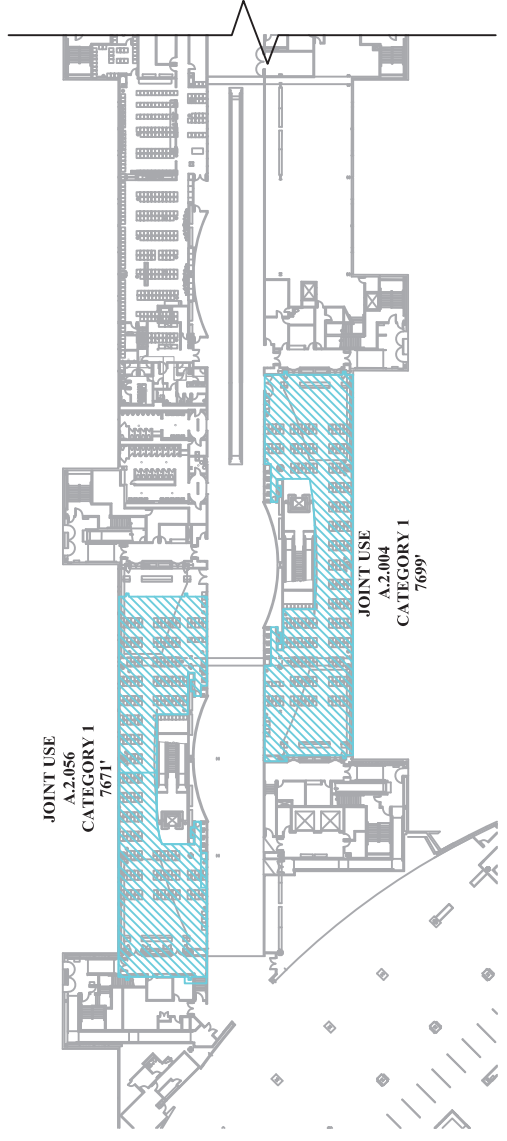 JOINT USE
A.2.056
CATEGORY 1
7671'
JOINT USE
A.2.004
CATEGORY 1
7699'